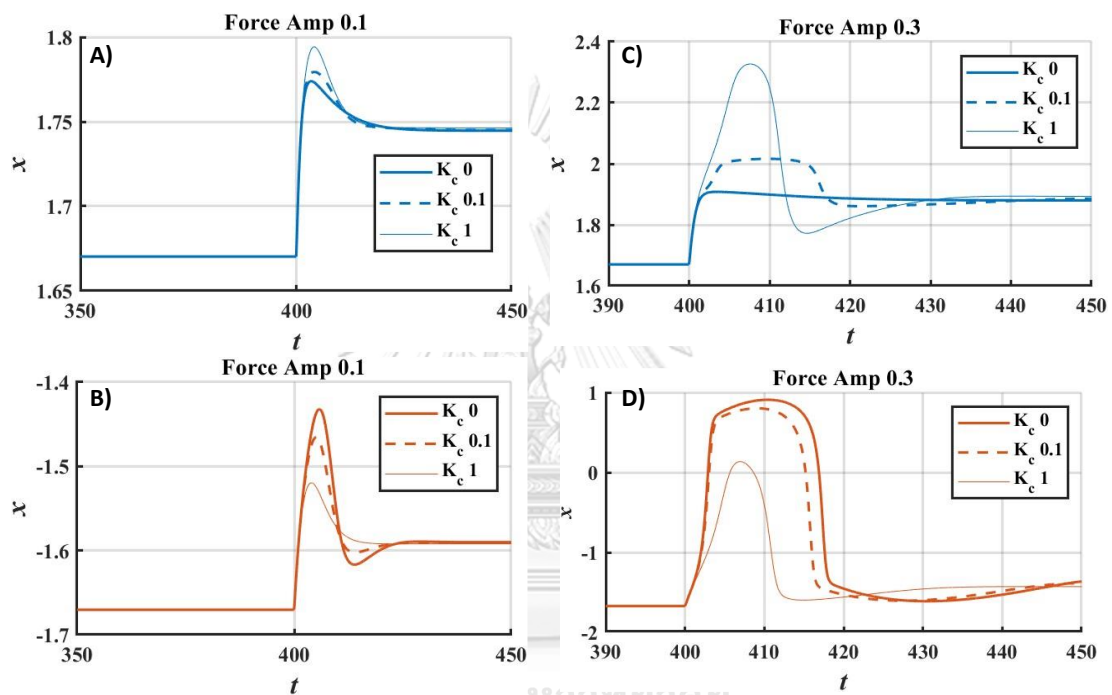 Force Amp 0.1
A)
1.8
1.75
1.7
1.65
x
K_c 0
K_c 0.1
K_c 1
350
400
450
t
Force Amp 0.3
C)
2.4
2.2
2
1.8
1.6
x
K_c 0
K_c 0.1
K_c 1
390
400
410
420
430
440
450
t
Force Amp 0.1
B)
-1.4
-1.5
-1.6
-1.7
x
K_c 0
K_c 0.1
K_c 1
350
400
450
t
Force Amp 0.3
D)
1
0
-1
-2
x
K_c 0
K_c 0.1
K_c 1
390
400
410
420
430
440
450
t